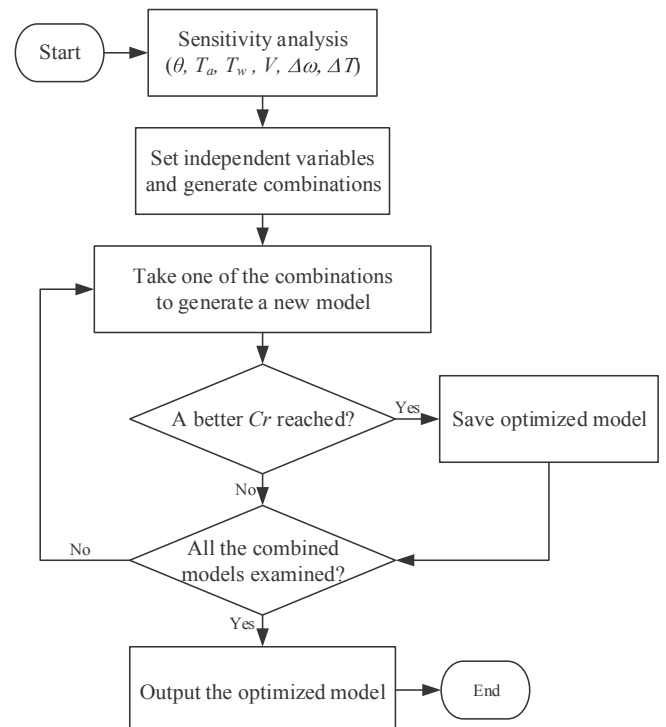 Start
Sensitivity analysis
(θ, Tₐ, T_w , V, Δω, ΔT)
Set independent variables
and generate combinations
Take one of the combinations
to generate a new model
A better Cr reached?
Yes
Save optimized model
No
All the combined
models examined?
No
Yes
Output the optimized model
End